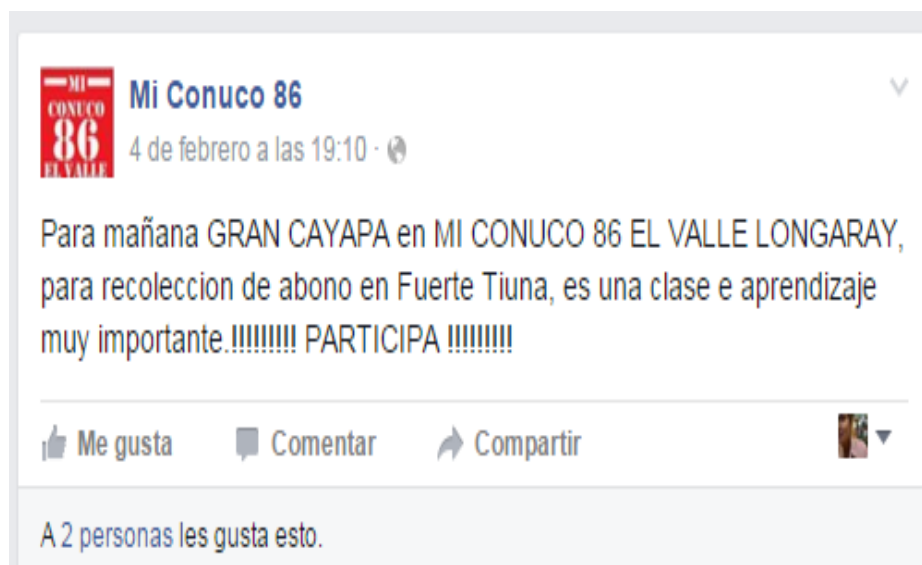 MI
CONUCO
86
EL VALLE
Mi Conuco 86
4 de febrero a las 19:10 ·
Para mañana GRAN CAYAPA en MI CONUCO 86 EL VALLE LONGARAY,
para recoleccion de abono en Fuerte Tiuna, es una clase e aprendizaje
muy importante.!!!!!!!!! PARTICIPA !!!!!!!!!
Me gusta Comentar Compartir
A 2 personas les gusta esto.